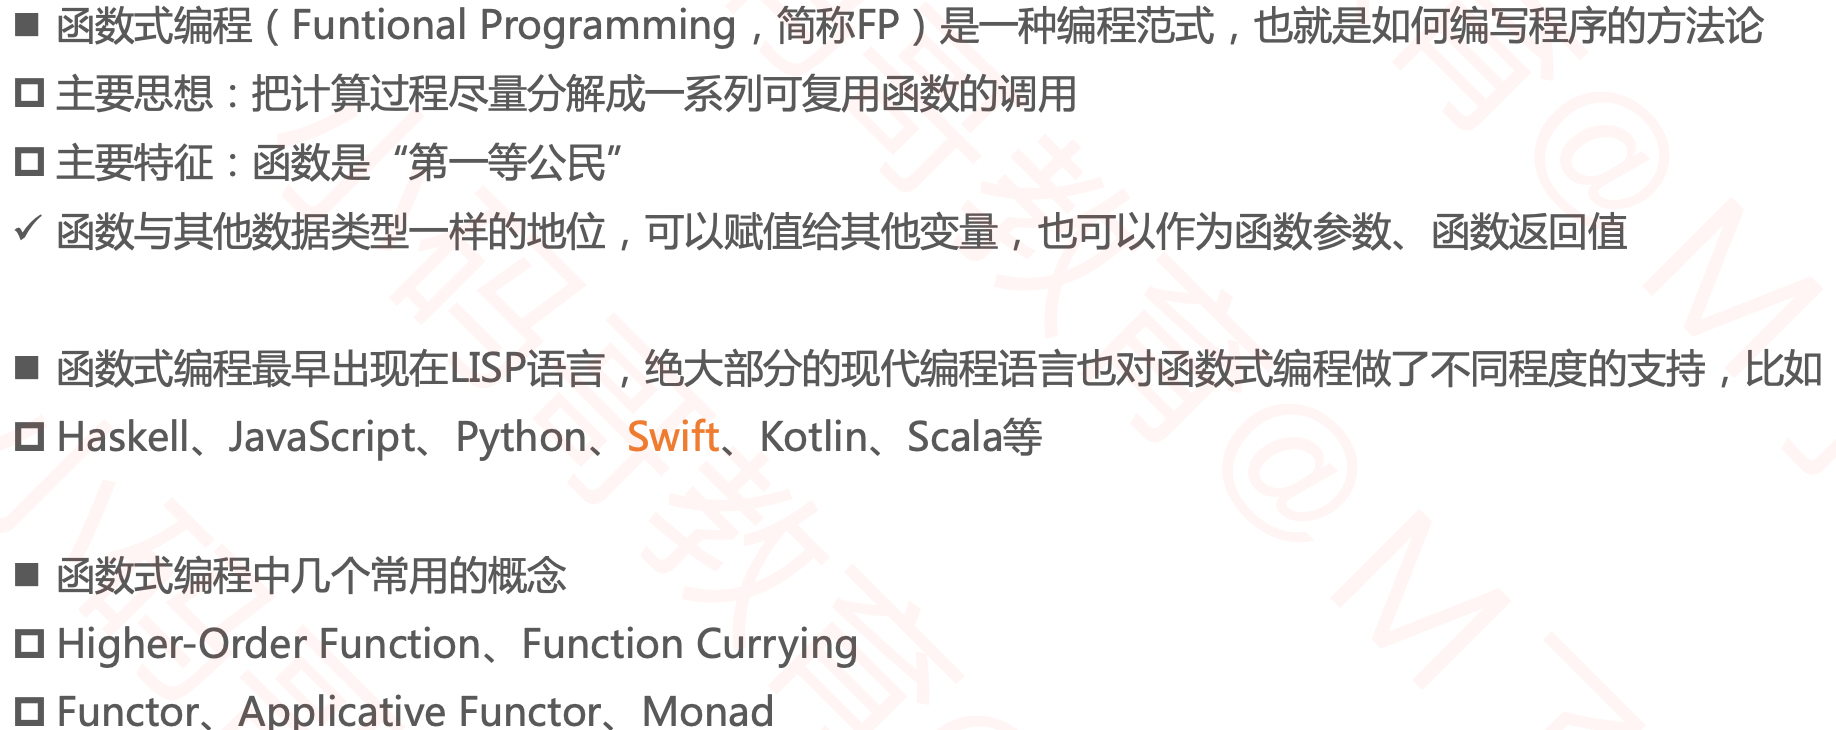 ■ 函数式编程（Funtional Programming，简称FP）是一种编程范式，也就是如何编写程序的方法论
主要思想：把计算过程尽量分解成一系列可复用函数的调用
主要特征：函数是“第一等公民”
✓ 函数与其他数据类型一样的地位，可以赋值给其他变量，也可以作为函数参数、函数返回值
■ 函数式编程最早出现在LISP语言，绝大部分的现代编程语言也对函数式编程做了不同程度的支持，比如
Haskell、JavaScript、Python、Swift、Kotlin、Scala等
■ 函数式编程中几个常用的概念
Higher-Order Function、Function Currying
Functor、Applicative Functor、Monad
小码哥教育@M